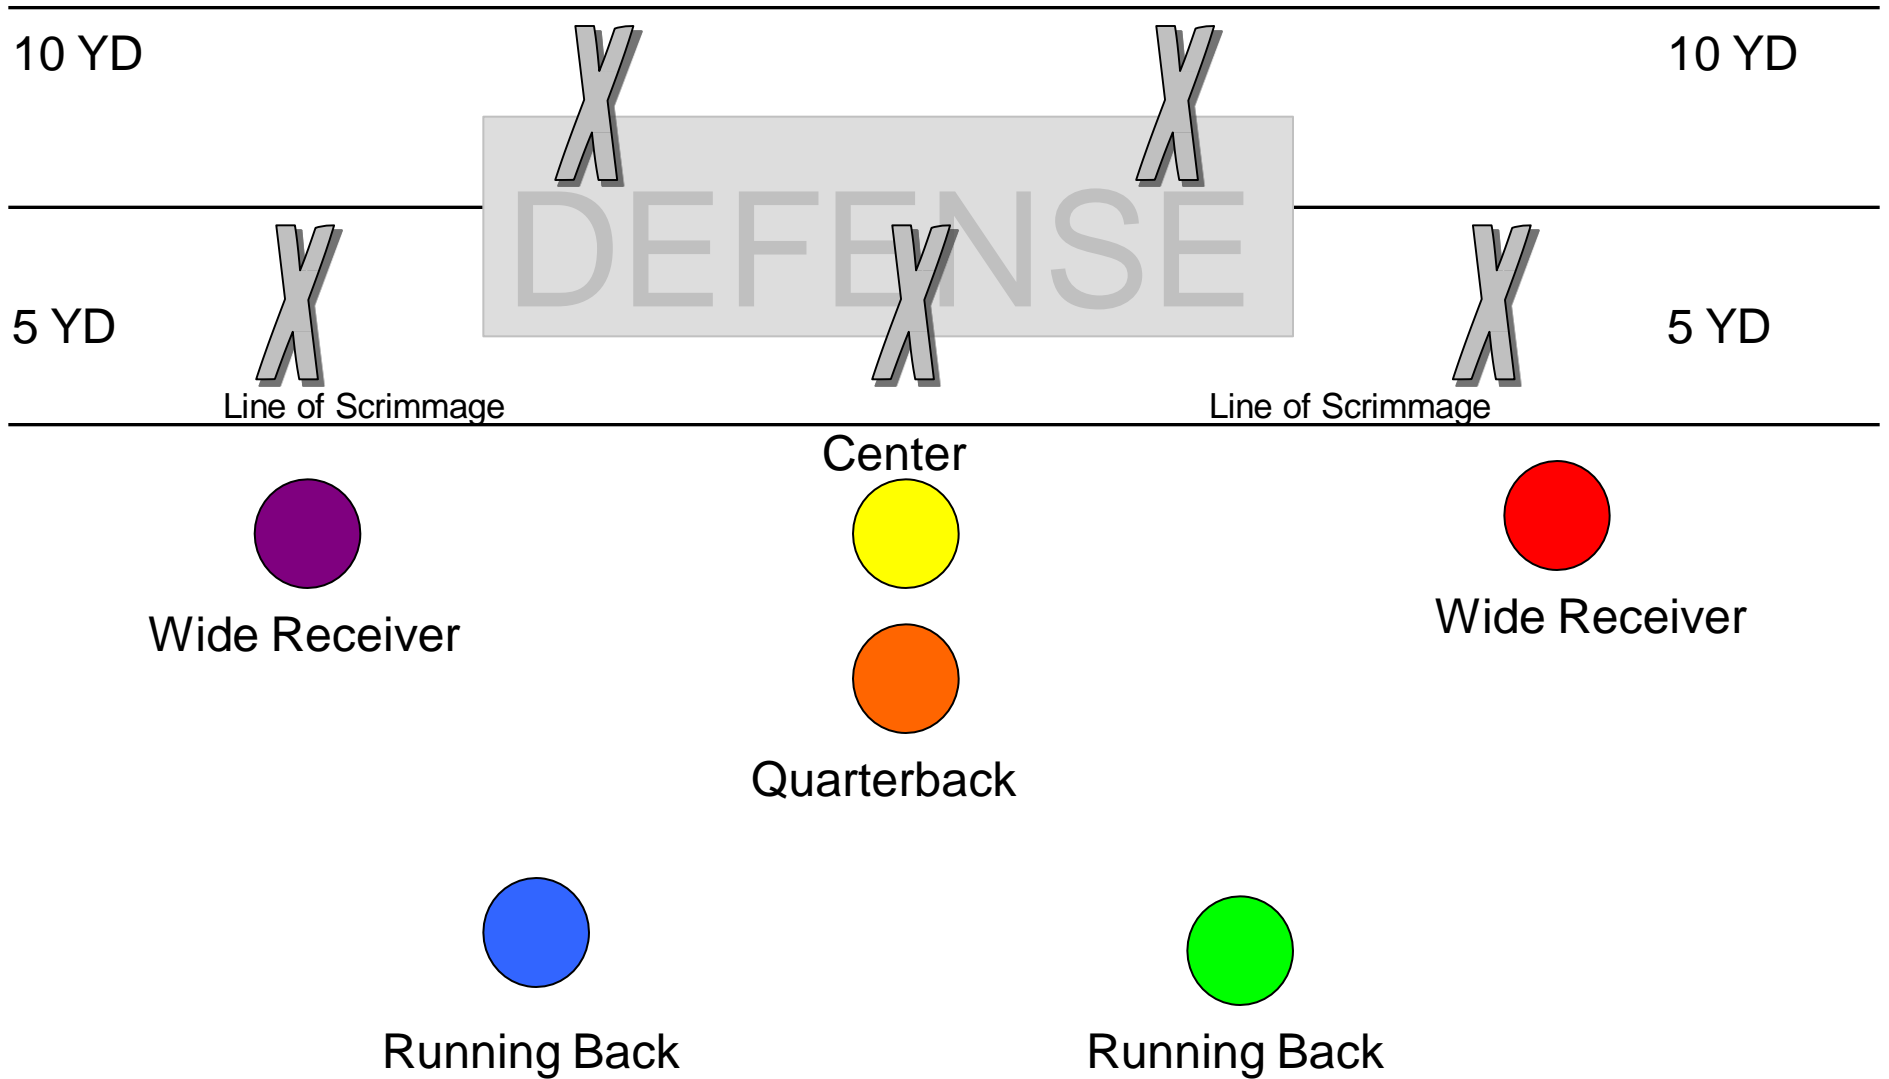 10 YD
10 YD
DEFENSE
5 YD
5 YD
Line of Scrimmage
Line of Scrimmage
Center
Wide Receiver
Wide Receiver
Quarterback
Running Back
Running Back